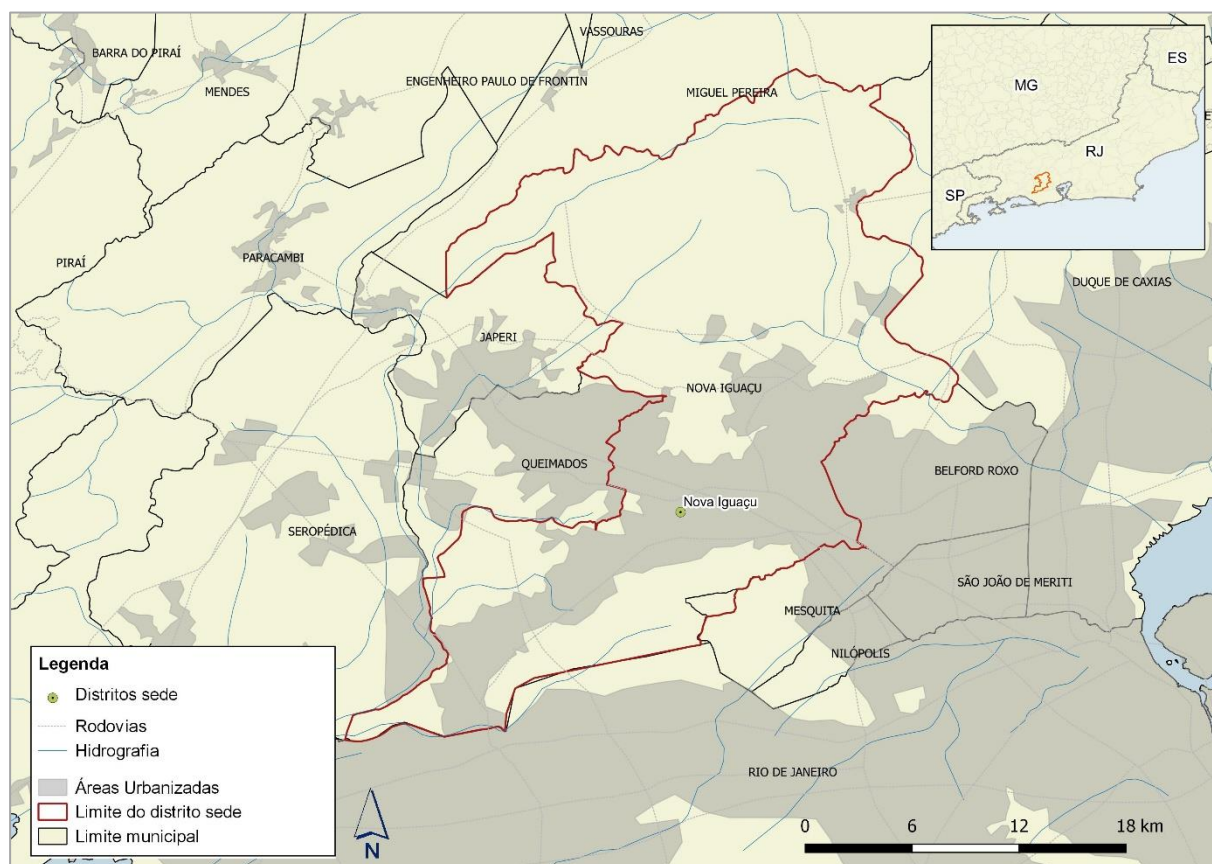 VASSOURAS
BARRA DO PIRAÍ
MENDES
ENGENHEIRO PAULO DE FRONTIN
MIGUEL PEREIRA
ES
MG
RJ
SP
PIRAÍ
PARACAMBI
DUQUE DE CAXIAS
JAPERI
NOVA IGUAÇU
QUEIMADOS
BELFORD ROXO
Nova Iguaçu
SEROPÉDICA
SÃO JOÃO DE MERITI
MESQUITA
NILÓPOLIS
RIO DE JANEIRO
Legenda
Distritos sede
Rodovias
Hidrografia
Áreas Urbanizadas
Limite do distrito sede
Limite municipal
N
0 6 12 18 km